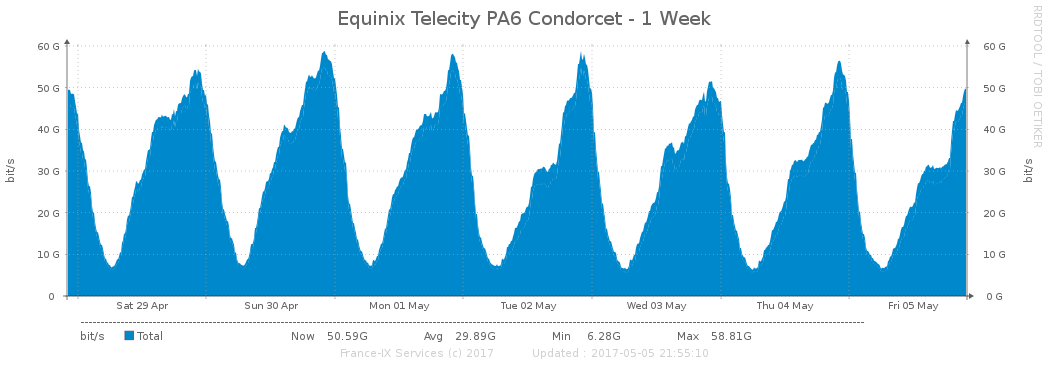 Equinix Telecity PA6 Condorcet - 1 Week
RRDTOOL / TOBI OETIKER
bit/s
60 G
50 G
40 G
30 G
20 G
10 G
0
60 G
50 G
40 G
30 G
20 G
10 G
0 G
bit/s
Sat 29 Apr Sun 30 Apr Mon 01 May Tue 02 May Wed 03 May Thu 04 May Fri 05 May
bit/s Total Now 50.59G Avg 29.89G Min 6.28G Max 58.81G
France-IX Services (c) 2017 Updated : 2017-05-05 21:55:10